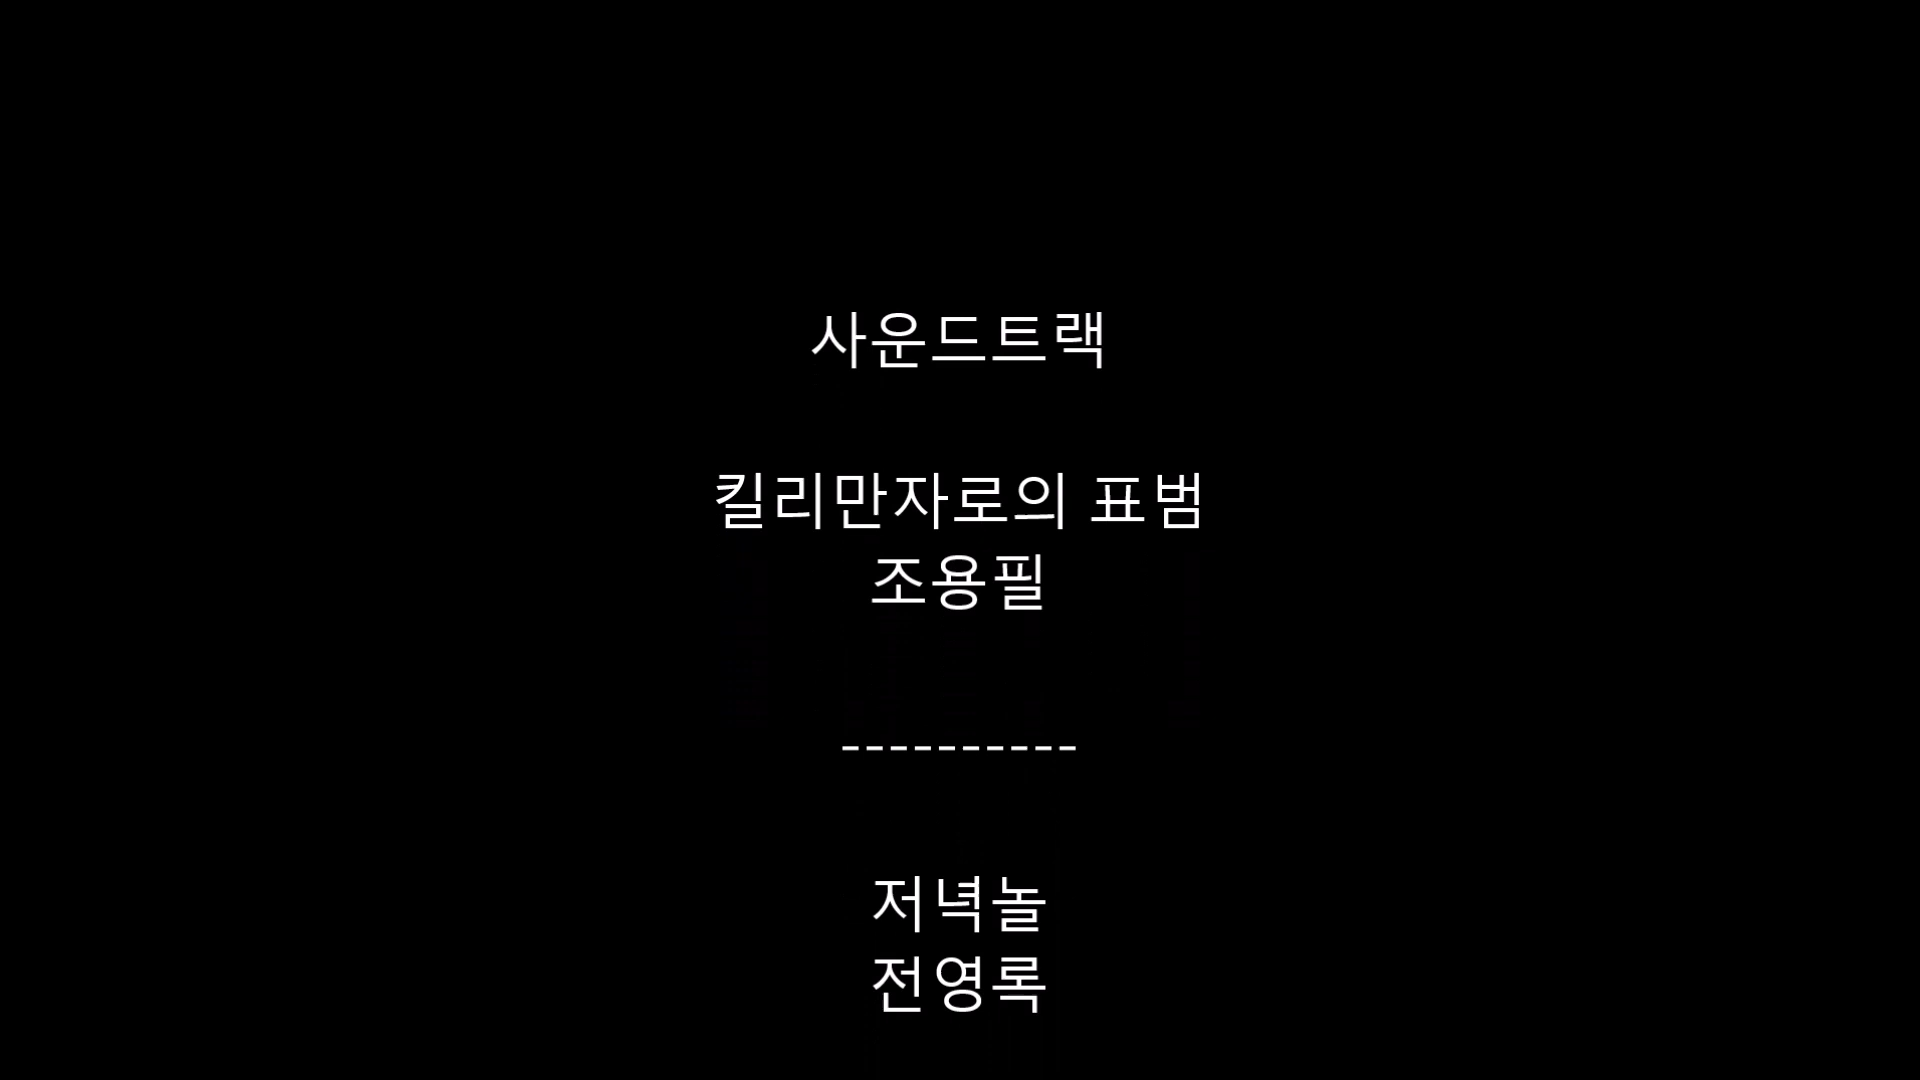 사운드트랙
킬리만자로의 표범
조용필
----------
저녁놀
전영록